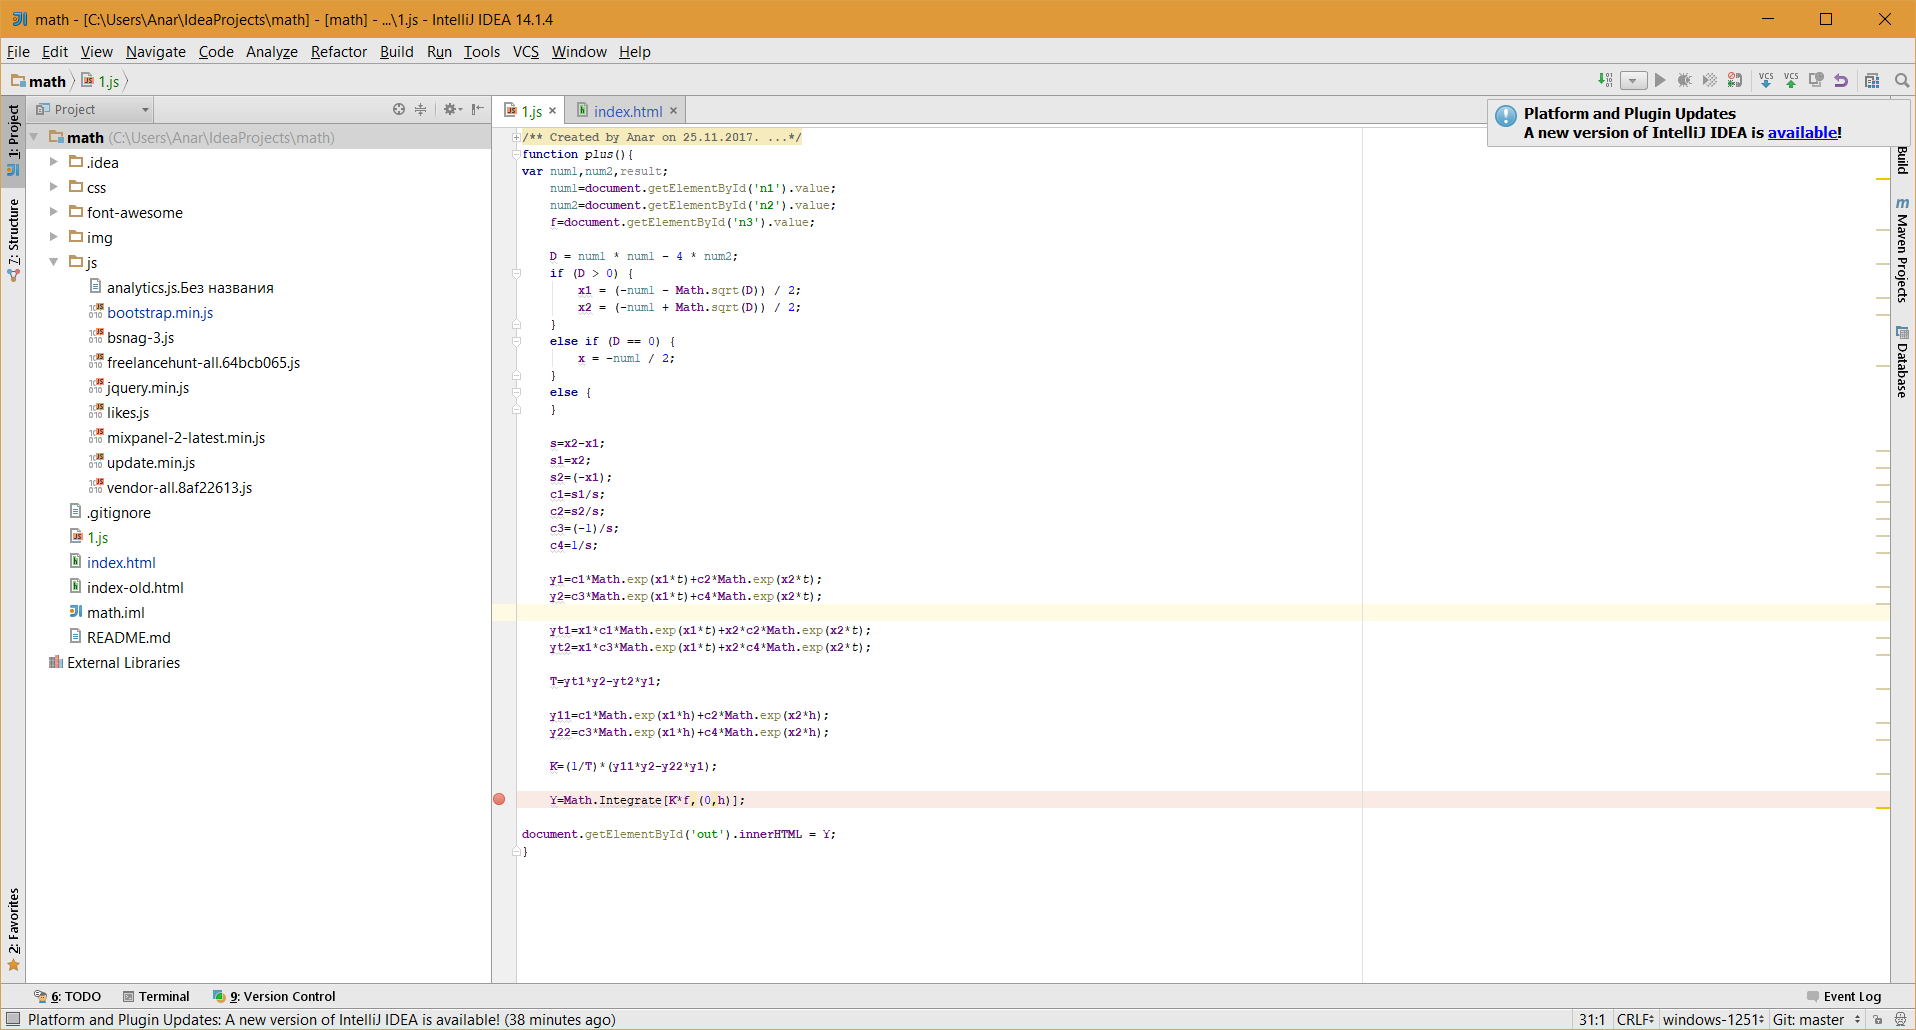 math - [C:\Users\Anar\IdeaProjects\math] - [math] - ...\1.js - IntelliJ IDEA 14.1.4
File Edit View Navigate Code Analyze Refactor Build Run Tools VCS Window Help
math 1.js
Project
1.js × index.html ×
Platform and Plugin Updates
A new version of IntelliJ IDEA is available!
1: Project
7: Structure
2: Favorites
math (C:\Users\Anar\IdeaProjects\math)
.idea
css
font-awesome
img
js
analytics.js.Без названия
bootstrap.min.js
bsnag-3.js
freelancehunt-all.64bcb065.js
jquery.min.js
likes.js
mixpanel-2-latest.min.js
update.min.js
vendor-all.8af22613.js
.gitignore
1.js
index.html
index-old.html
math.iml
README.md
External Libraries
/** Created by Anar on 25.11.2017. ...*/
function plus(){
var num1,num2,result;
num1=document.getElementById('n1').value;
num2=document.getElementById('n2').value;
f=document.getElementById('n3').value;
D = num1 * num1 - 4 * num2;
if (D > 0) {
x1 = (-num1 - Math.sqrt(D)) / 2;
x2 = (-num1 + Math.sqrt(D)) / 2;
}
else if (D == 0) {
x = -num1 / 2;
}
else {
}
s=x2-x1;
s1=x2;
s2=(-x1);
c1=s1/s;
c2=s2/s;
c3=(-1)/s;
c4=1/s;
y1=c1*Math.exp(x1*t)+c2*Math.exp(x2*t);
y2=c3*Math.exp(x1*t)+c4*Math.exp(x2*t);
yt1=x1*c1*Math.exp(x1*t)+x2*c2*Math.exp(x2*t);
yt2=x1*c3*Math.exp(x1*t)+x2*c4*Math.exp(x2*t);
T=yt1*y2-yt2*y1;
y11=c1*Math.exp(x1*h)+c2*Math.exp(x2*h);
y22=c3*Math.exp(x1*h)+c4*Math.exp(x2*h);
K=(1/T)*(y11*y2-y22*y1);
Y=Math.Integrate[K*f,(0,h)];
document.getElementById('out').innerHTML = Y;
}
Build
Maven Projects
Database
6: TODO Terminal 9: Version Control Event Log
Platform and Plugin Updates: A new version of IntelliJ IDEA is available! (38 minutes ago) 31:1 CRLF windows-1251 Git: master